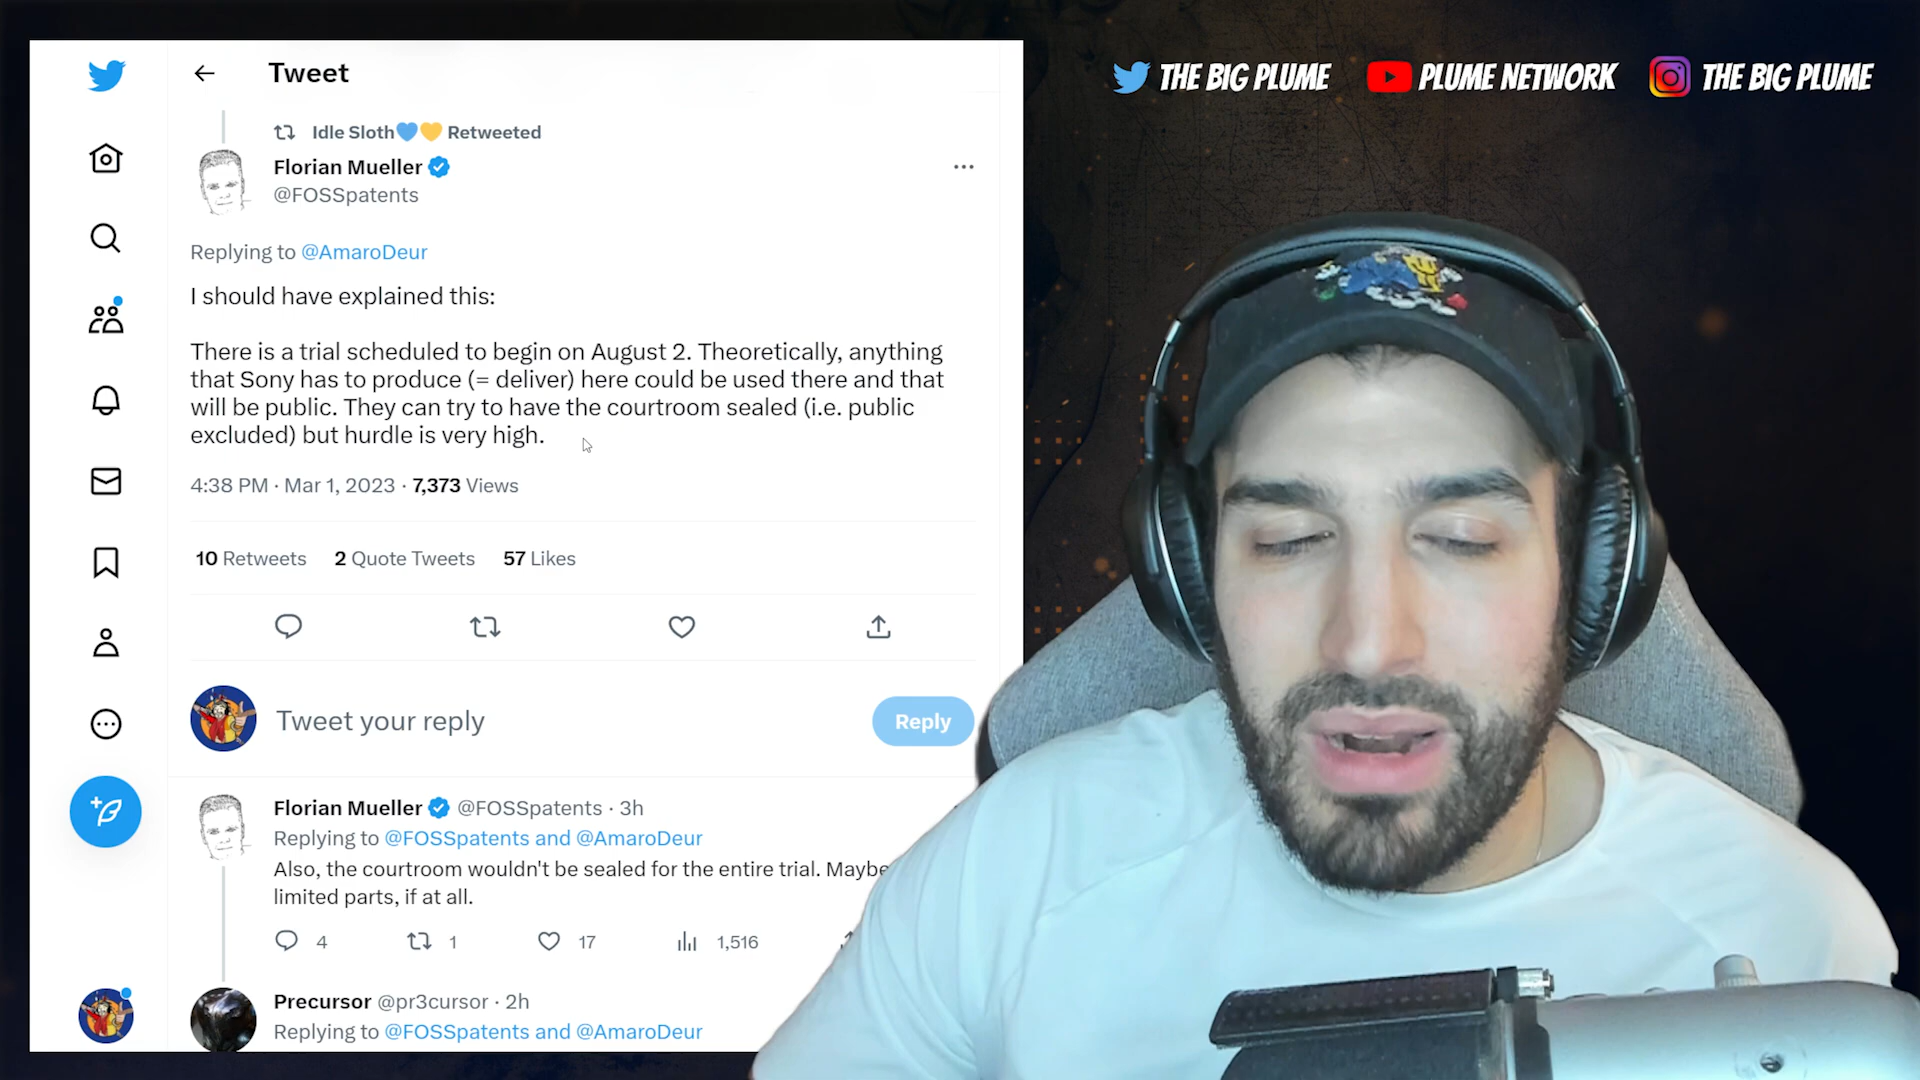 THE BIG PLUME PLUME NETWORK THE BIG PLUME
Tweet
Idle Sloth💙💛 Retweeted
Florian Mueller
@FOSSpatents
Replying to @AmaroDeur
I should have explained this:
There is a trial scheduled to begin on August 2. Theoretically, anything
that Sony has to produce (= deliver) here could be used there and that
will be public. They can try to have the courtroom sealed (i.e. public
excluded) but hurdle is very high.
4:38 PM · Mar 1, 2023 · 7,373 Views
10 Retweets 2 Quote Tweets 57 Likes
Tweet your reply
Reply
Florian Mueller @FOSSpatents · 3h
Replying to @FOSSpatents and @AmaroDeur
Also, the courtroom wouldn't be sealed for the entire trial. Maybe
limited parts, if at all.
4 1 17 1,516
Precursor @pr3cursor · 2h
Replying to @FOSSpatents and @AmaroDeur